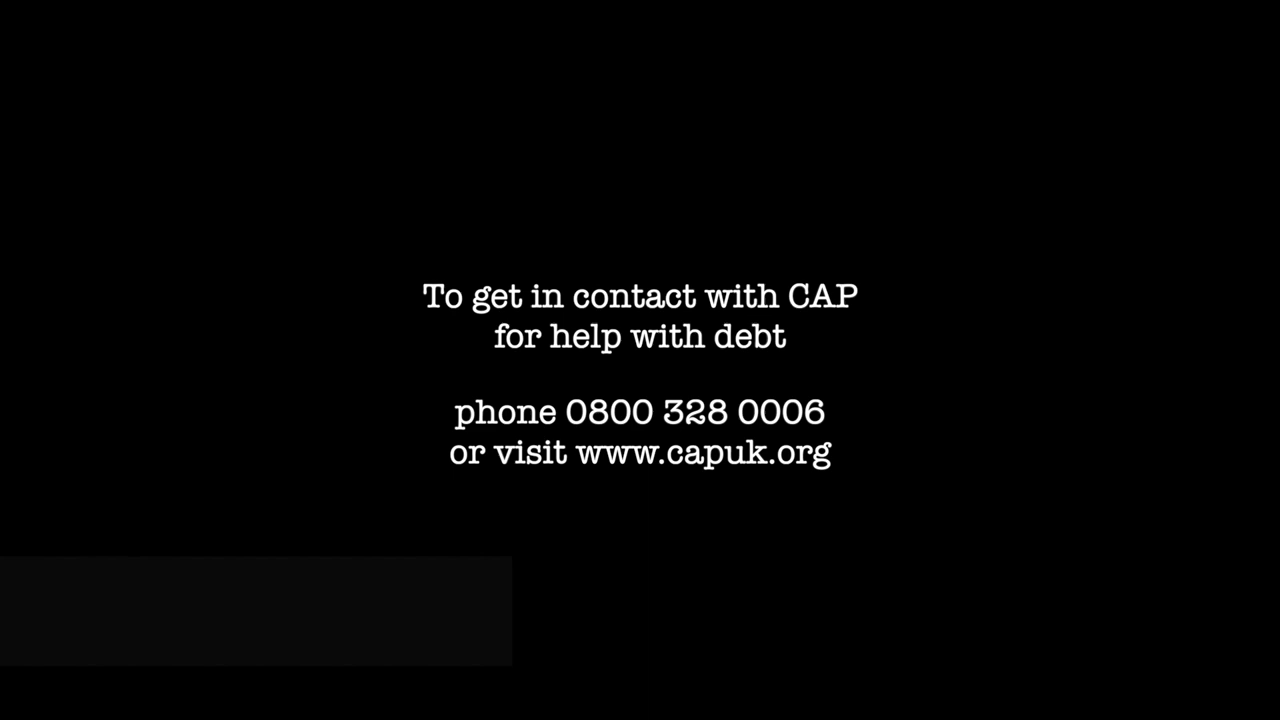 To get in contact with CAP
for help with debt
phone 0800 328 0006
or visit www.capuk.org